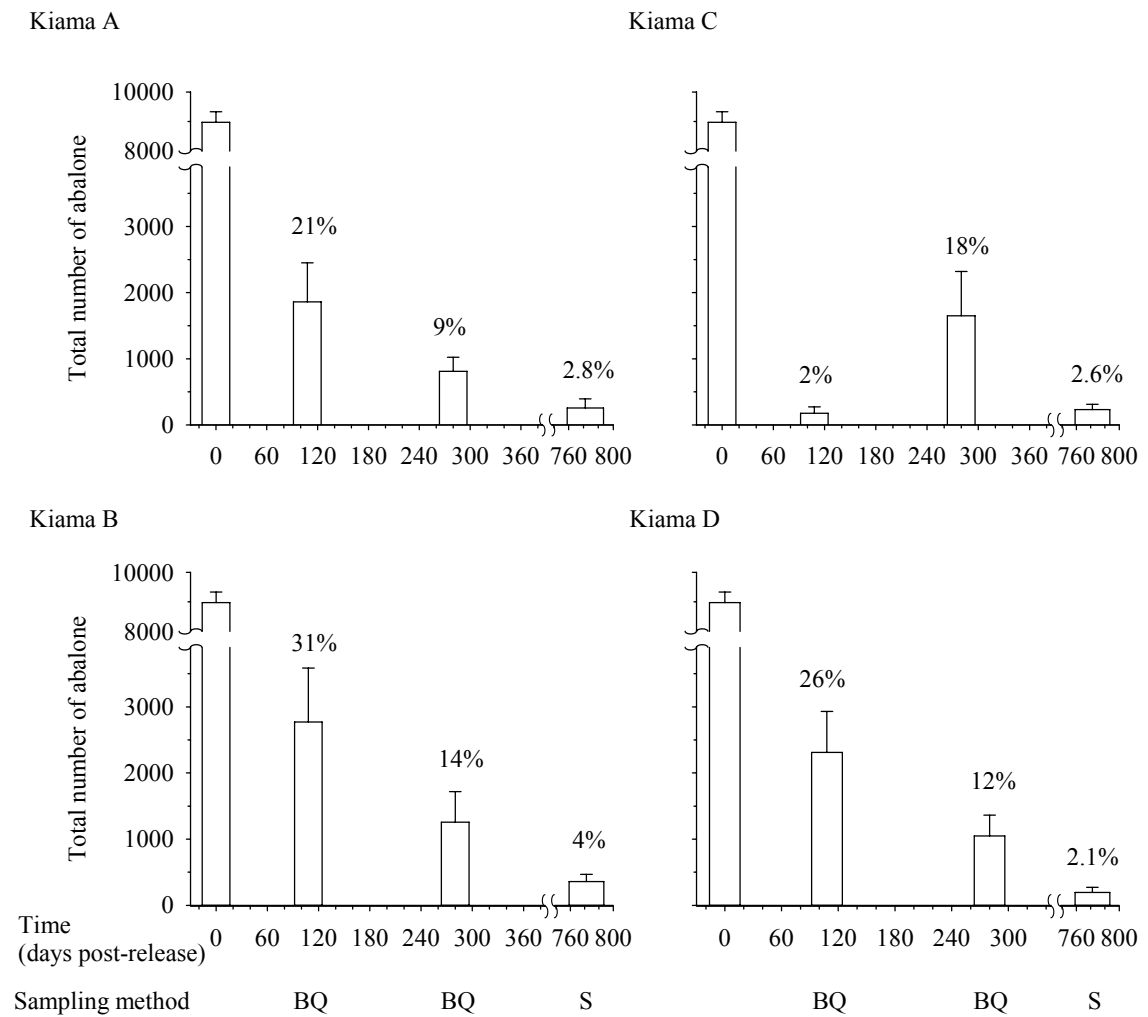 Kiama A
Kiama C
Total number of abalone
10000
8000
3000
2000
1000
0
21%
9%
2.8%
0 60 120 180 240 300 360 760 800
2%
18%
2.6%
0 60 120 180 240 300 360 760 800
Kiama B
Kiama D
Total number of abalone
10000
8000
3000
2000
1000
0
31%
14%
4%
26%
12%
2.1%
Time
(days post-release)
0 60 120 180 240 300 360 760 800
0 60 120 180 240 300 760 800
Sampling method BQ BQ S BQ BQ S